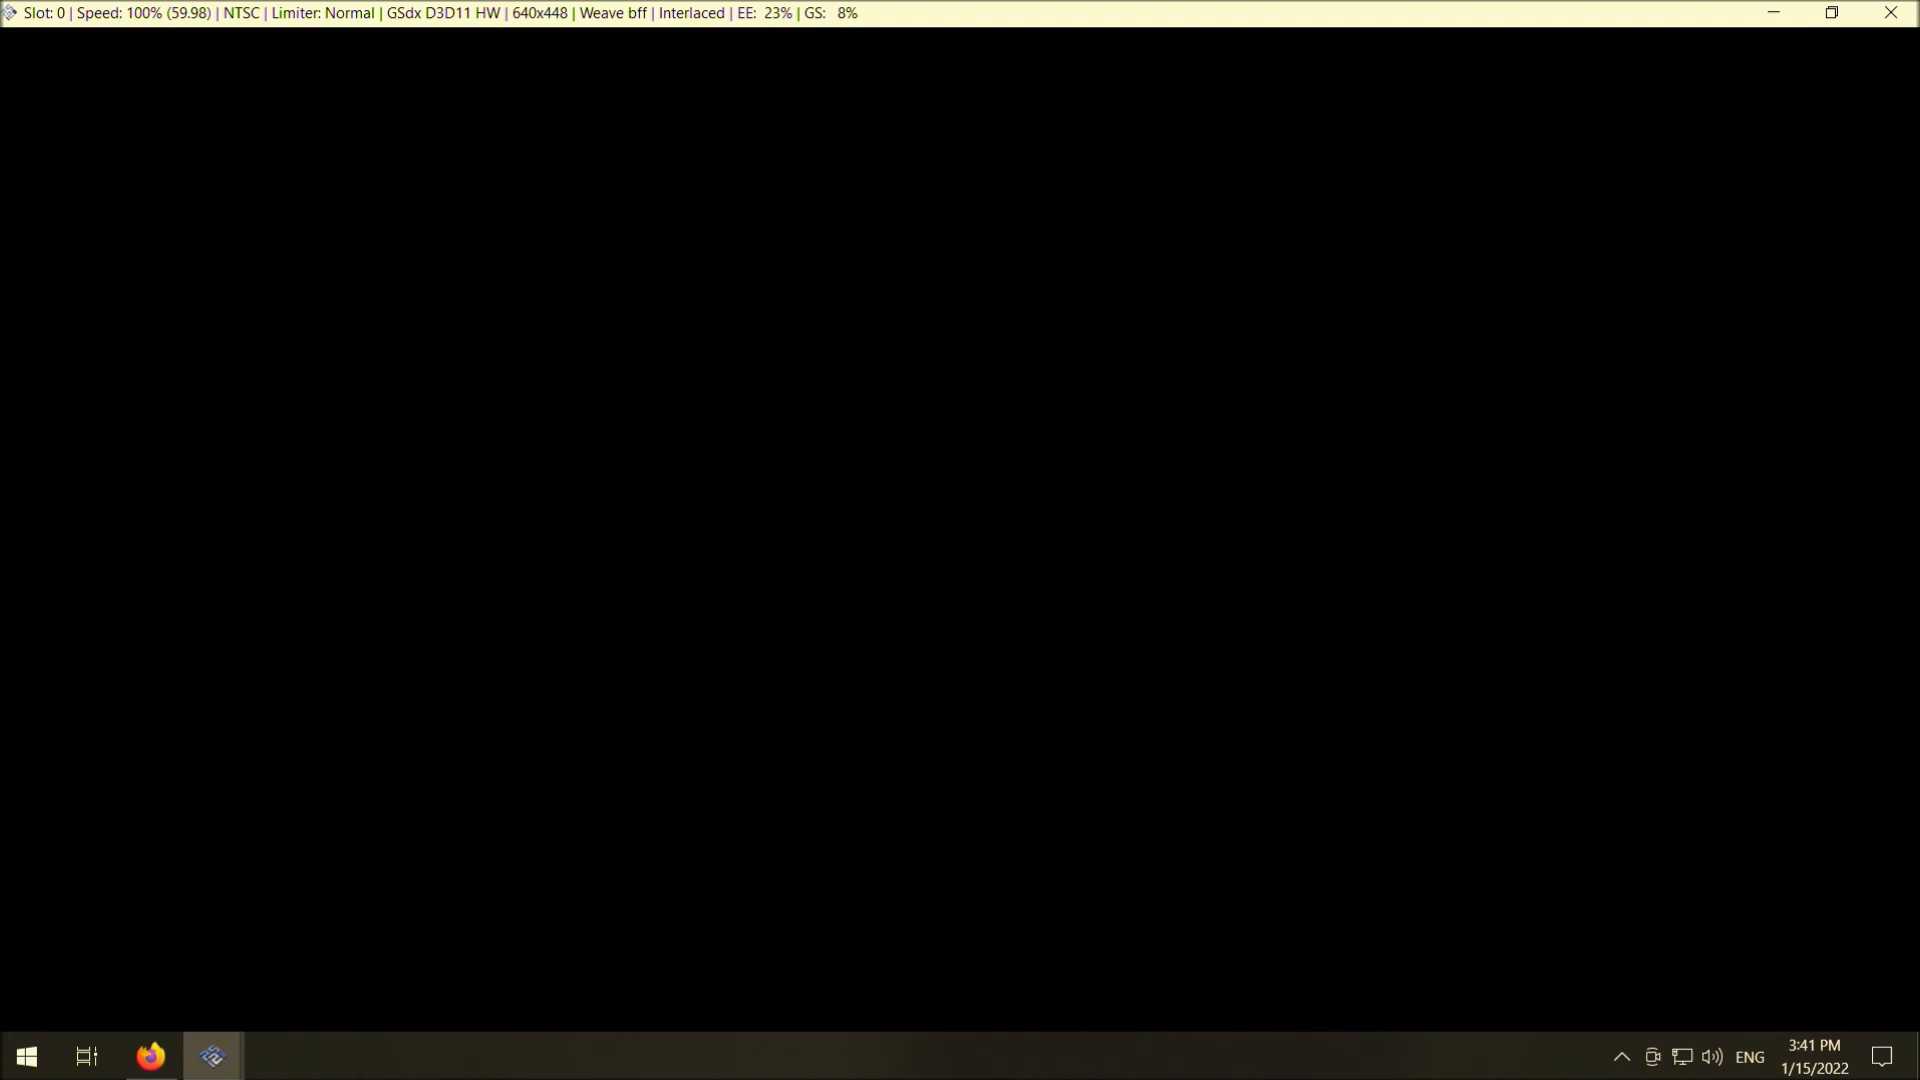 Slot: 0 | Speed: 100% (59.98) | NTSC | Limiter: Normal | GSdx D3D11 HW | 640x448 | Weave bff | Interlaced | EE: 23% | GS: 8%
ENG
3:41 PM
1/15/2022